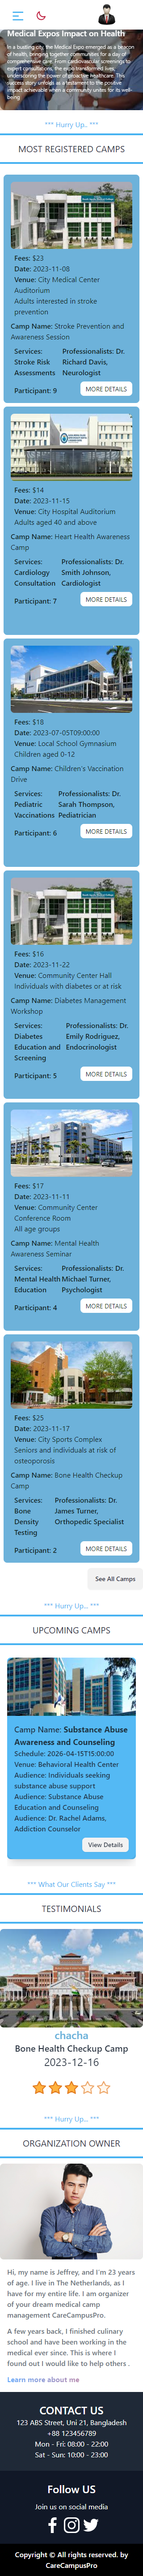 Medical Expos Impact on Health
In a bustling city, the Medical Expo emerged as a beacon
of health, bringing together communities for a day of
comprehensive care. From cardiovascular screenings to
expert consultations, the expo transformed lives,
underscoring the power of proactive healthcare. This
success story unfolds as a testament to the positive
impact achievable when a community unites for its well-
being
*** Hurry Up.. ***
MOST REGISTERED CAMPS
Fees: $23
Date: 2023-11-08
Venue: City Medical Center
Auditorium
Adults interested in stroke
prevention
Camp Name: Stroke Prevention and
Awareness Session
Services:
Stroke Risk
Assessments
Professionalists: Dr.
Richard Davis,
Neurologist
Participant: 9
MORE DETAILS
Fees: $14
Date: 2023-11-15
Venue: City Hospital Auditorium
Adults aged 40 and above
Camp Name: Heart Health Awareness
Camp
Services:
Cardiology
Consultation
Professionalists: Dr.
Smith Johnson,
Cardiologist
Participant: 7
MORE DETAILS
Fees: $18
Date: 2023-07-05T09:00:00
Venue: Local School Gymnasium
Children aged 0-12
Camp Name: Children's Vaccination
Drive
Services:
Pediatric
Vaccinations
Professionalists: Dr.
Sarah Thompson,
Pediatrician
Participant: 6
MORE DETAILS
Fees: $16
Date: 2023-11-22
Venue: Community Center Hall
Individuals with diabetes or at risk
Camp Name: Diabetes Management
Workshop
Services:
Diabetes
Education and
Screening
Professionalists: Dr.
Emily Rodriguez,
Endocrinologist
Participant: 5
MORE DETAILS
Fees: $17
Date: 2023-11-11
Venue: Community Center
Conference Room
All age groups
Camp Name: Mental Health
Awareness Seminar
Services:
Mental Health
Education
Professionalists: Dr.
Michael Turner,
Psychologist
Participant: 4
MORE DETAILS
Fees: $25
Date: 2023-11-17
Venue: City Sports Complex
Seniors and individuals at risk of
osteoporosis
Camp Name: Bone Health Checkup
Camp
Services:
Bone
Density
Testing
Professionalists: Dr.
James Turner,
Orthopedic Specialist
Participant: 2
MORE DETAILS
See All Camps
*** Hurry Up... ***
UPCOMING CAMPS
Camp Name: Substance Abuse
Awareness and Counseling
Schedule: 2026-04-15T15:00:00
Venue: Behavioral Health Center
Audience: Individuals seeking
substance abuse support
Audience: Substance Abuse
Education and Counseling
Audience: Dr. Rachel Adams,
Addiction Counselor
View Details
*** What Our Clients Say ***
TESTIMONIALS
chacha
Bone Health Checkup Camp
2023-12-16
*** Hurry Up... ***
ORGANIZATION OWNER
Hi, my name is Jeffrey, and I'm 23 years
of age. I live in The Netherlands, as I
have for my entire life. I am organizer
of your dream medical camp
management CareCampusPro.
A few years back, I finished culinary
school and have been working in the
medical ever since. This is where I
found out I would like to help others .
Learn more about me
CONTACT US
123 ABS Street, Uni 21, Bangladesh
+88 123456789
Mon - Fri: 08:00 - 22:00
Sat - Sun: 10:00 - 23:00
Follow US
Join us on social media
Copyright © All rights reserved. by
CareCampusPro